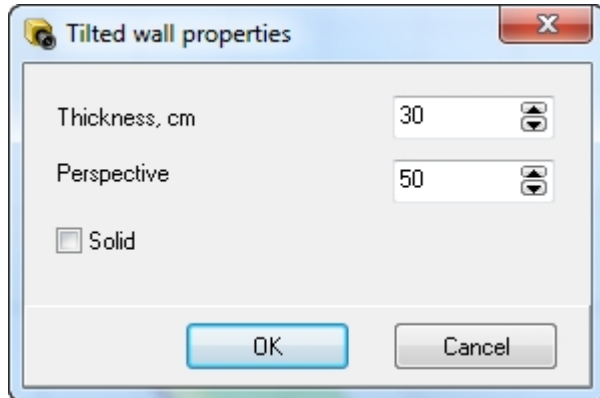 Tilted wall properties
Thickness, cm 30
Perspective 50
Solid
OK Cancel